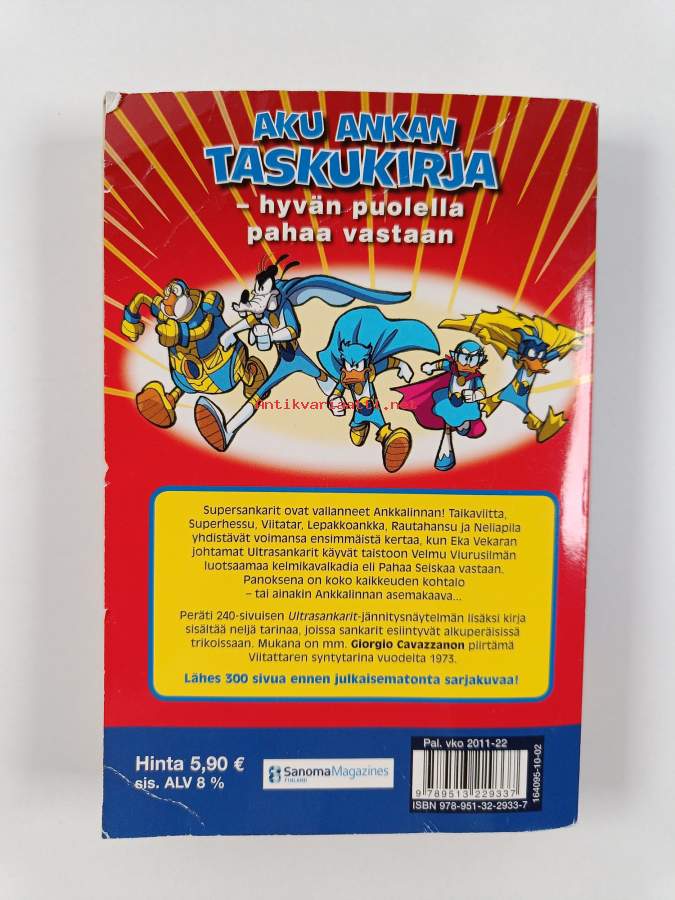 AKU ANKAN
TASKUKIRJA
– hyvän puolella
pahaa vastaan
antikvariaatti.net
Supersankarit ovat vallanneet Ankkalinnan! Taikaviitta,
Superhessu, Viitatar, Lepakkoankka, Rautahansu ja Neliapila
yhdistävät voimansa ensimmäistä kertaa, kun Eka Vekaran
johtamat Ultrasankarit käyvät taistoon Velmu Viurusilmän
luotsaamaa kelmikavalkadia eli Pahaa Seiskaa vastaan.
Panoksena on koko kaikkeuden kohtalo
– tai ainakin Ankkalinnan asemakaava...
Peräti 240-sivuisen Ultrasankarit-jännitysnäytelmän lisäksi kirja
sisältää neljä tarinaa, joissa sankarit esiintyvät alkuperäisissä
trikoissaan. Mukana on mm. Giorgio Cavazzanon piirtämä
Viitattaren syntytarina vuodelta 1973.
Lähes 300 sivua ennen julkaisematonta sarjakuvaa!
Hinta 5,90 €
sis. ALV 8 %
SanomaMagazines
FINLAND
Pal. vko 2011-22
9 789513 229337
ISBN 978-951-32-2933-7
164095-10-02